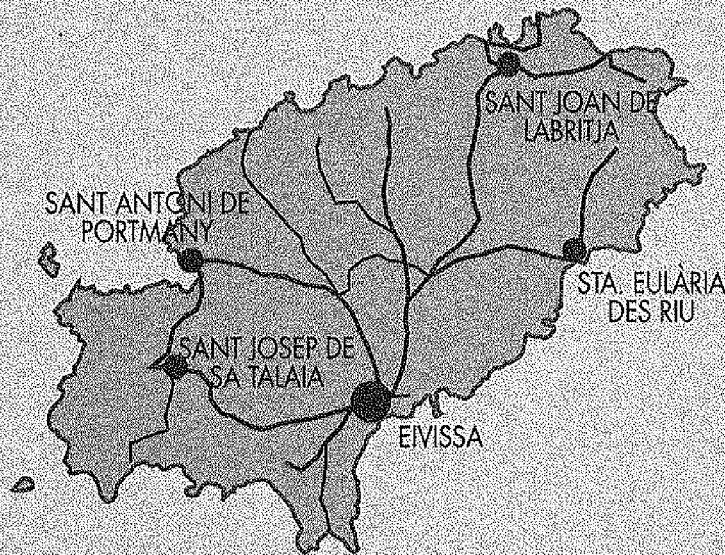 SANT JOAN DE
LABRITJA
SANT ANTONI DE
PORTMANY
STA. EULÀRIA
DES RIU
SANT JOSEP DE
SA TALAIA
EIVISSA